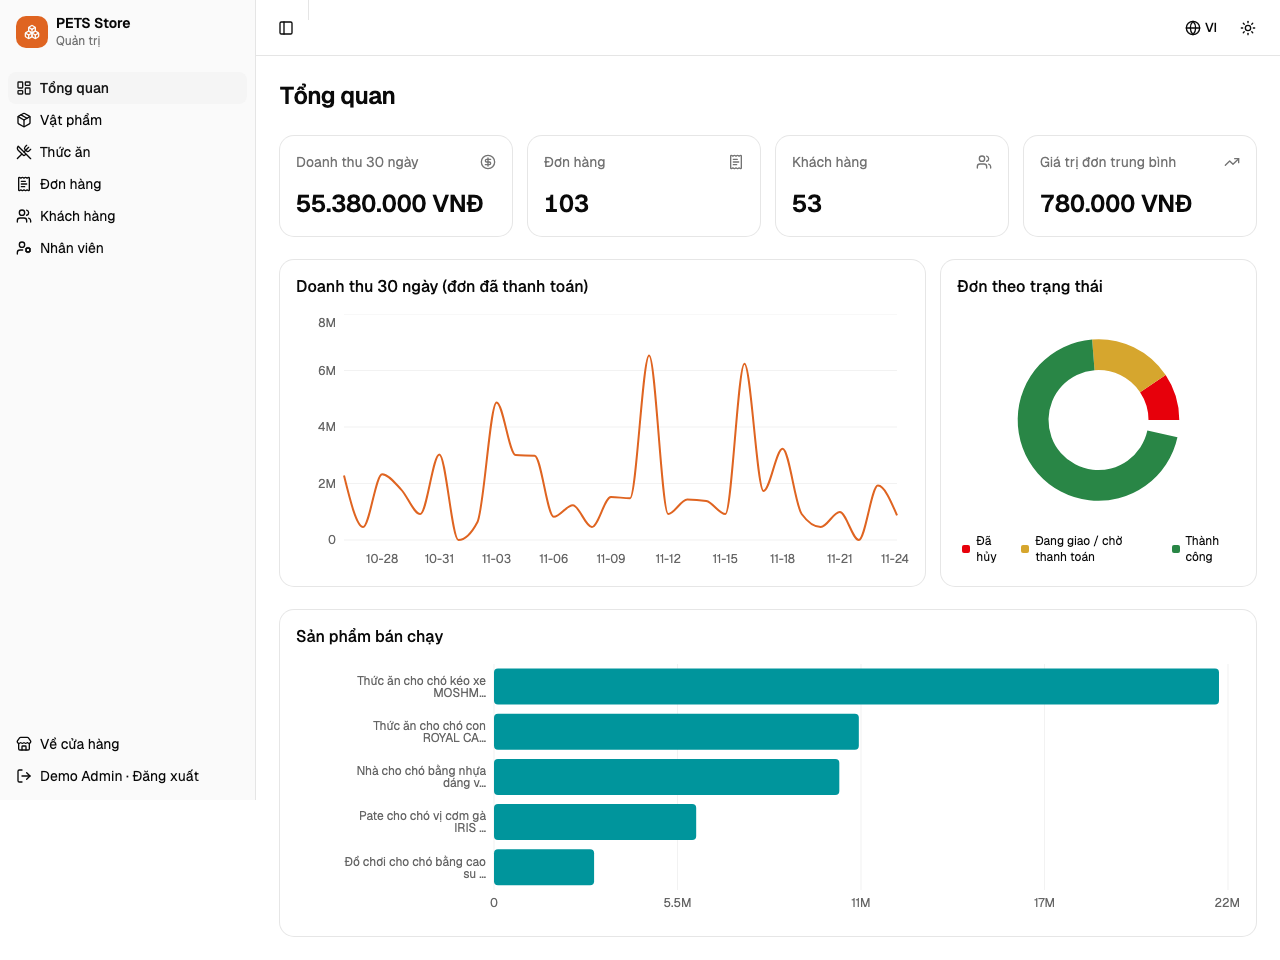 PETS Store
Quản trị
Tổng quan
Vật phẩm
Thức ăn
Đơn hàng
Khách hàng
Nhân viên
Về cửa hàng
Demo Admin · Đăng xuất
VI
Tổng quan
Doanh thu 30 ngày
55.380.000 VNĐ
Đơn hàng
103
Khách hàng
53
Giá trị đơn trung bình
780.000 VNĐ
Doanh thu 30 ngày (đơn đã thanh toán)
8M
6M
4M
2M
0
10-28 10-31 11-03 11-06 11-09 11-12 11-15 11-18 11-21 11-24
Đơn theo trạng thái
Đã
hủy
Đang giao / chờ
thanh toán
Thành
công
Sản phẩm bán chạy
Thức ăn cho chó kéo xe
MOSHM…
Thức ăn cho chó con
ROYAL CA…
Nhà cho chó bằng nhựa
dáng v…
Pate cho chó vị cơm gà
IRIS …
Đồ chơi cho chó bằng cao
su …
0 5.5M 11M 17M 22M